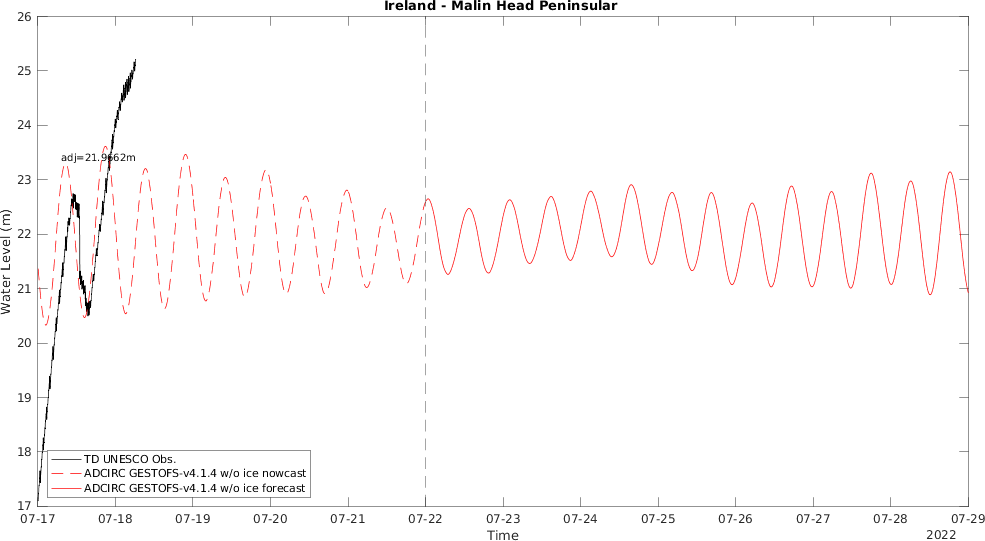 Ireland - Malin Head Peninsular
26
25
24
23
22
21
20
19
18
17
Water Level (m)
adj=21.9662m
TD UNESCO Obs.
ADCIRC GESTOFS-v4.1.4 w/o ice nowcast
ADCIRC GESTOFS-v4.1.4 w/o ice forecast
07-17 07-18 07-19 07-20 07-21 07-22 07-23 07-24 07-25 07-26 07-27 07-28 07-29
Time
2022